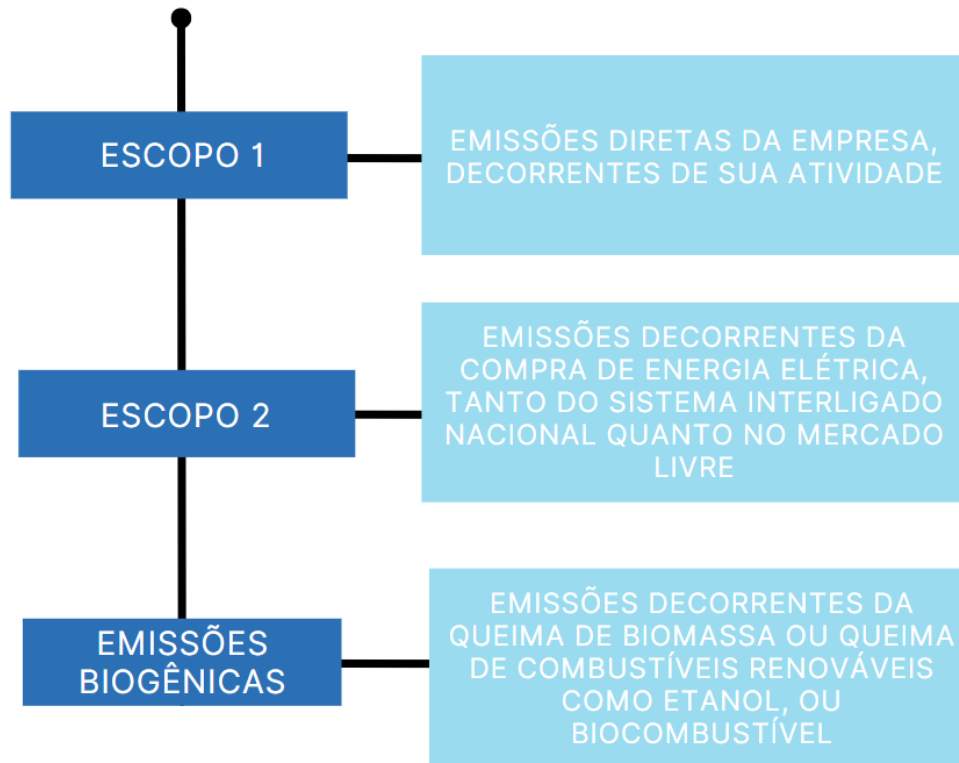 ESCOPO 1
EMISSÕES DIRETAS DA EMPRESA,
DECORRENTES DE SUA ATIVIDADE
ESCOPO 2
EMISSÕES DECORRENTES DA
COMPRA DE ENERGIA ELÉTRICA,
TANTO DO SISTEMA INTERLIGADO
NACIONAL QUANTO NO MERCADO
LIVRE
EMISSÕES
BIOGÊNICAS
EMISSÕES DECORRENTES DA
QUEIMA DE BIOMASSA OU QUEIMA
DE COMBUSTÍVEIS RENOVÁVEIS
COMO ETANOL, OU
BIOCOMBUSTÍVEL